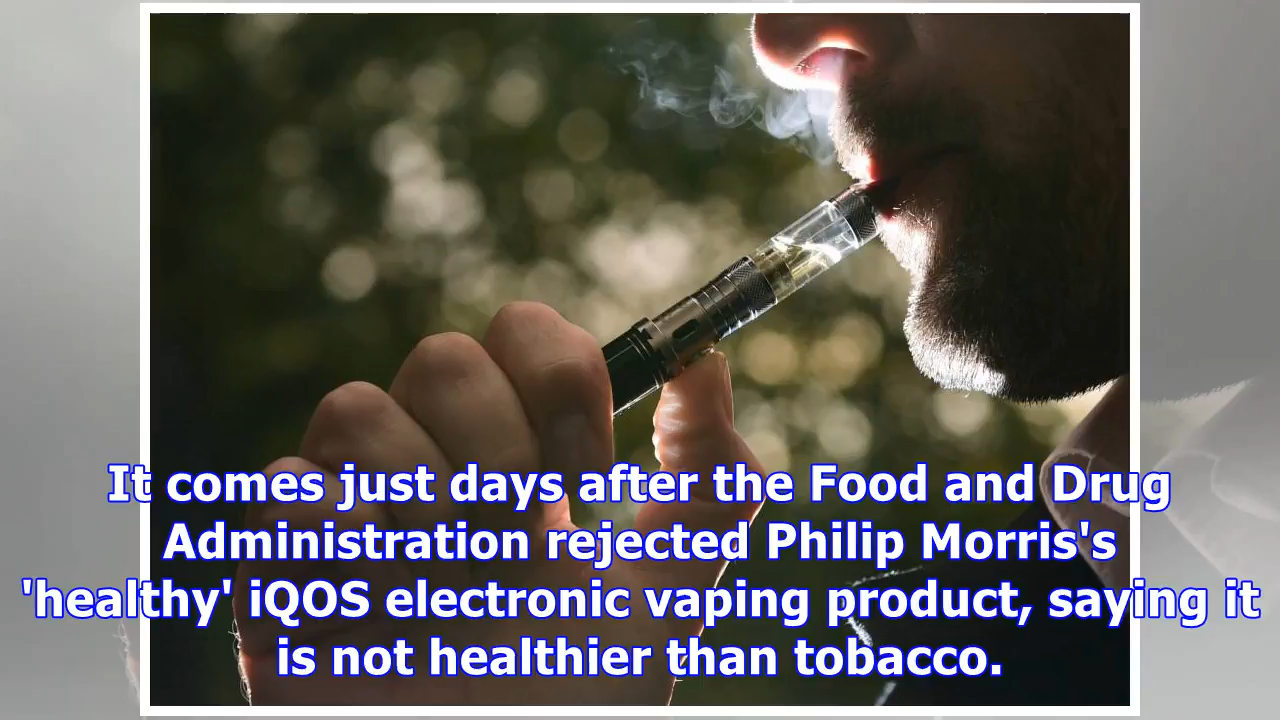 It comes just days after the Food and Drug
Administration rejected Philip Morris's
'healthy' iQOS electronic vaping product, saying it
is not healthier than tobacco.